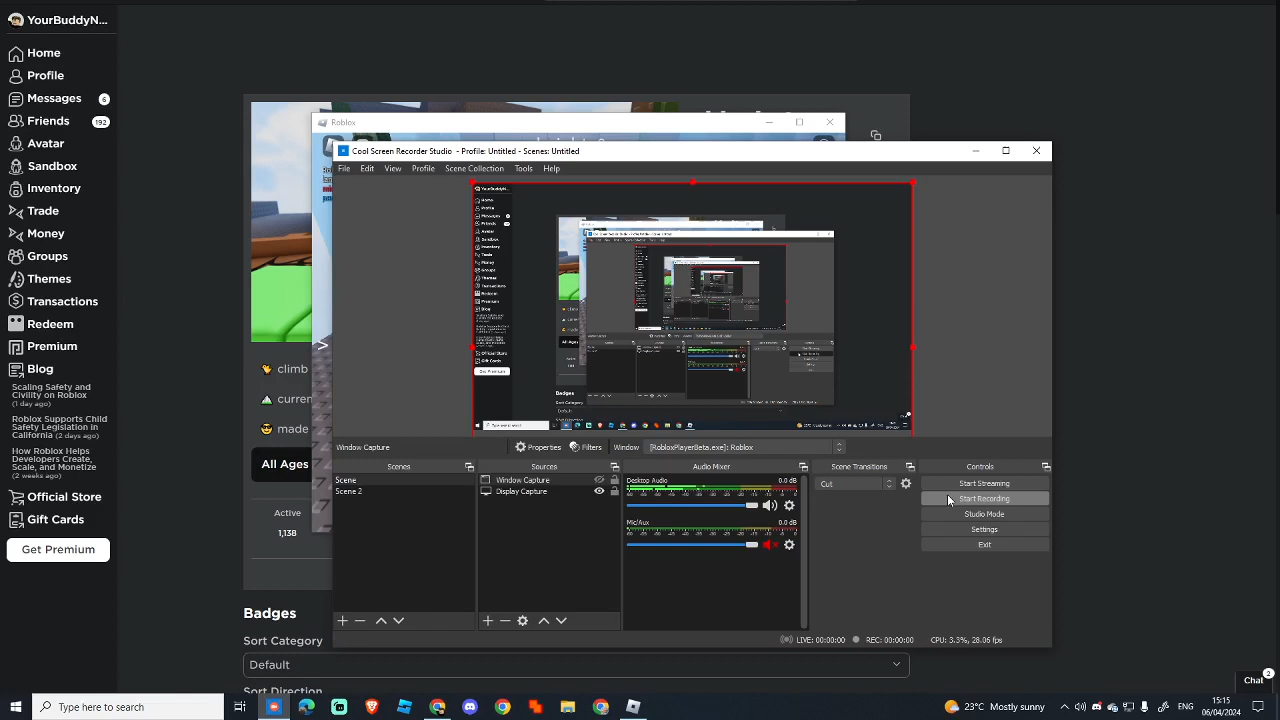 YourBuddyN...
Home
Profile
Messages
6
Friends
192
Avatar
Sandbox
Inventory
Trade
Money
Groups
Themes
Transactions
Redeem
Premium
Blog
Scaling Safety and
Civility on Roblox
(1 day ago)
Roblox Supports Child
Safety Legislation in
California (2 days ago)
How Roblox Helps
Developers Create,
Scale, and Monetize
(2 weeks ago)
Official Store
Gift Cards
Get Premium
climb
curren
made
All Ages
Active
1,138
Badges
Sort Category
Default
Sort Direction
Roblox
Cool Screen Recorder Studio - Profile: Untitled - Scenes: Untitled
File Edit View Profile Scene Collection Tools Help
Window Capture
Properties
Filters
Window
[RobloxPlayerBeta.exe]: Roblox
Scenes
Scene
Scene 2
Sources
Window Capture
Display Capture
Audio Mixer
Desktop Audio
0.0 dB
Mic/Aux
0.0 dB
Scene Transitions
Cut
Controls
Start Streaming
Start Recording
Studio Mode
Settings
Exit
LIVE: 00:00:00
REC: 00:00:00
CPU: 3.3%, 28.06 fps
Chat
2
Type here to search
23°C Mostly sunny
15:15
06/04/2024